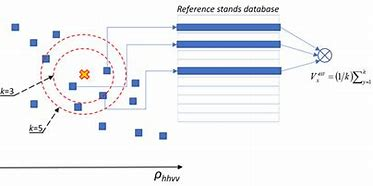 Reference stands database
k=3
k=5
ρhhvv